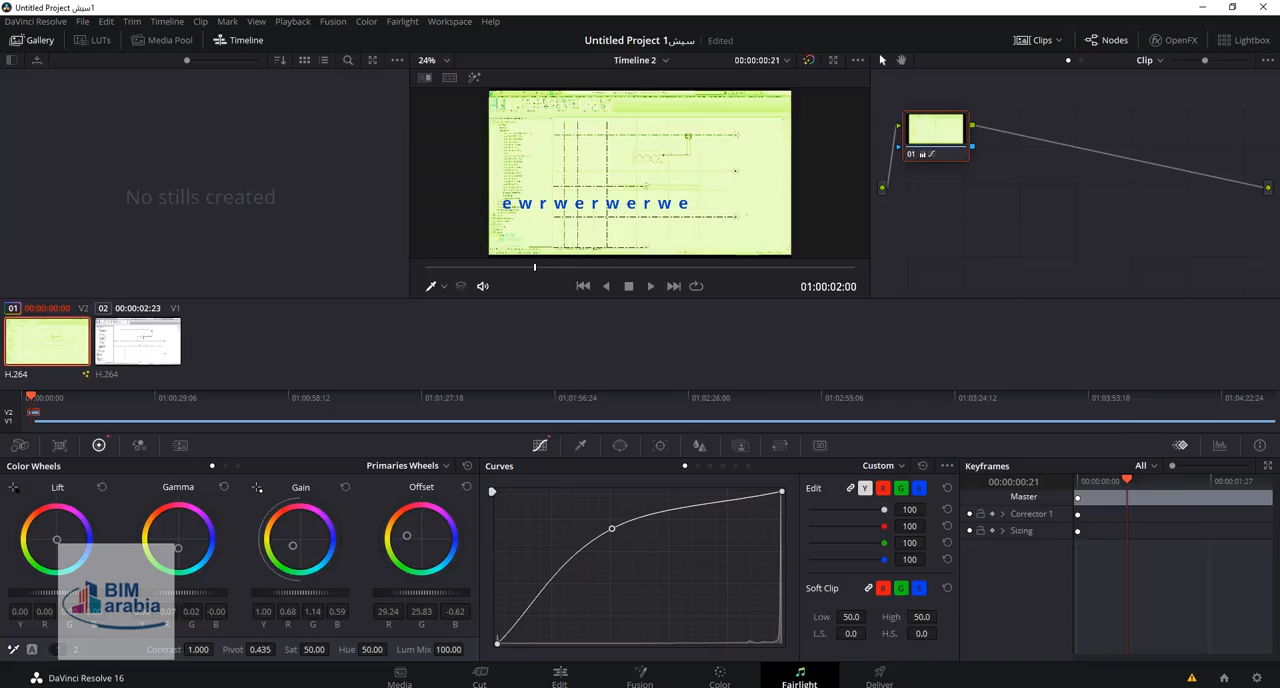 Untitled Project 1سيش
DaVinci Resolve File Edit Trim Timeline Clip Mark View Playback Fusion Color Fairlight Workspace Help
Gallery LUTs Media Pool Timeline Untitled Project 1سيش Edited Clips Nodes OpenFX Lightbox
24% Timeline 2 00:00:00:21 Clip
01
No stills created
e w r w e r w e r w e
01:00:02:00
01 00:00:00:00 V2 02 00:00:02:23 V1
H.264 H.264
00:00:00 01:00:29:06 01:00:58:12 01:01:27:18 01:01:56:24 01:02:26:00 01:02:55:06 01:03:24:12 01:03:53:18 01:04:22:24
V2
V1
Color Wheels Primaries Wheels Curves Custom Keyframes All
Lift Gamma Gain Offset
Edit Y R G B
100
100
100
100
Soft Clip R G B
Low 50.0 High 50.0
L.S. 0.0 H.S. 0.0
00:00:00:21 00:00:00:00 00:00:01:27
Master
Corrector 1
Sizing
0.00 0.00 0.02 -0.00 1.00 0.68 1.14 0.59 29.24 25.83 -0.62
Y R G B Y R G B R G B
BIM
arabia
A 2 Contrast 1.000 Pivot 0.435 Sat 50.00 Hue 50.00 Lum Mix 100.00
DaVinci Resolve 16 Media Cut Edit Fusion Color Fairlight Deliver